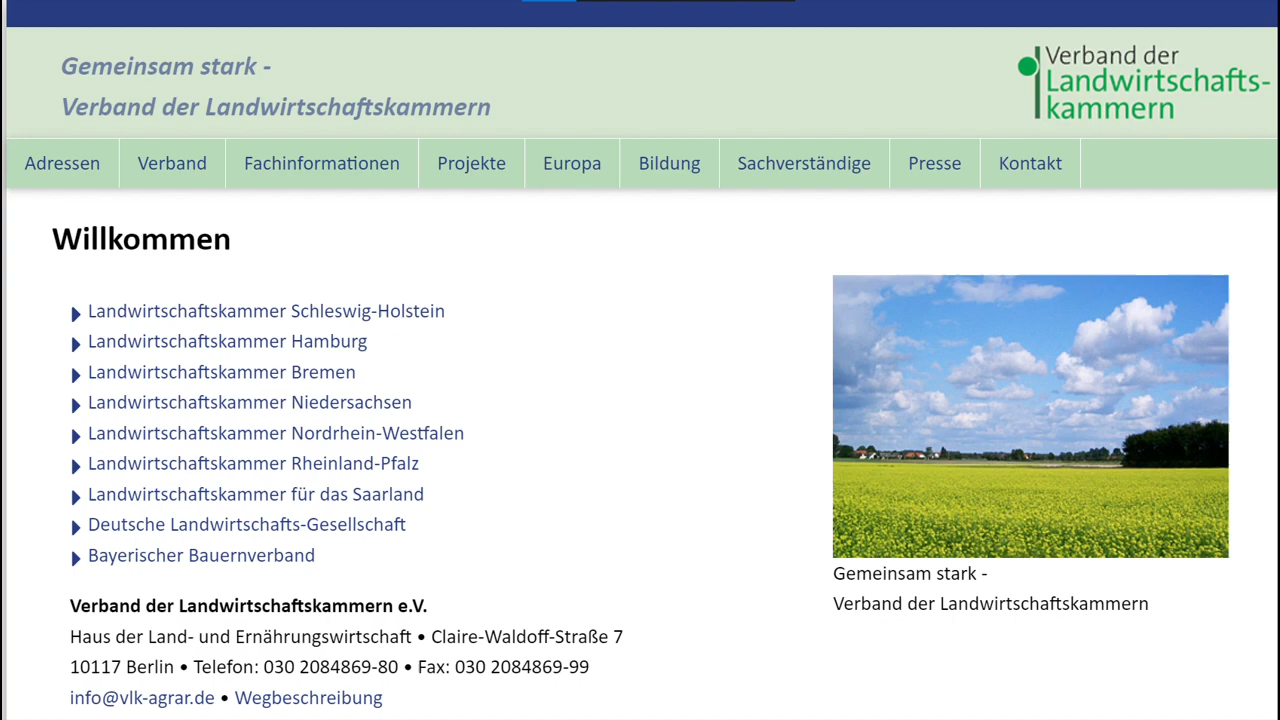 Gemeinsam stark -
Verband der Landwirtschaftskammern
Verband der
Landwirtschafts-
kammern
Adressen
Verband
Fachinformationen
Projekte
Europa
Bildung
Sachverständige
Presse
Kontakt
Willkommen
Landwirtschaftskammer Schleswig-Holstein
Landwirtschaftskammer Hamburg
Landwirtschaftskammer Bremen
Landwirtschaftskammer Niedersachsen
Landwirtschaftskammer Nordrhein-Westfalen
Landwirtschaftskammer Rheinland-Pfalz
Landwirtschaftskammer für das Saarland
Deutsche Landwirtschafts-Gesellschaft
Bayerischer Bauernverband
Verband der Landwirtschaftskammern e.V.
Haus der Land- und Ernährungswirtschaft • Claire-Waldoff-Straße 7
10117 Berlin • Telefon: 030 2084869-80 • Fax: 030 2084869-99
info@vlk-agrar.de • Wegbeschreibung
Gemeinsam stark -
Verband der Landwirtschaftskammern